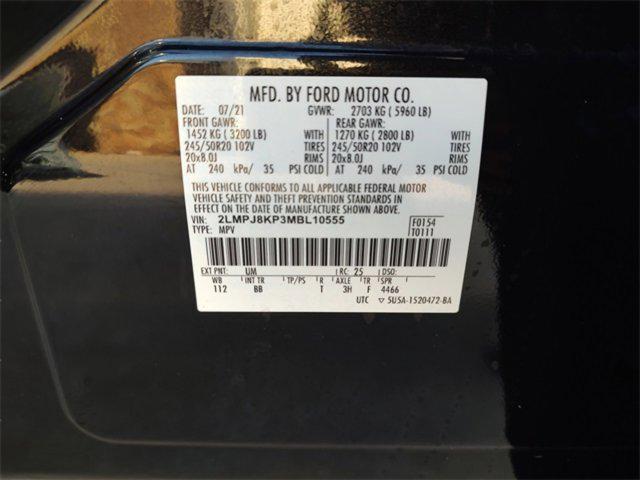 MFD. BY FORD MOTOR CO.
DATE: 07/21 GVWR: 2703 KG ( 5960 LB)
FRONT GAWR: REAR GAWR:
1452 KG ( 3200 LB) WITH 1270 KG ( 2800 LB) WITH
245/50R20 102V TIRES 245/50R20 102V TIRES
20x8.0J RIMS 20x8.0J RIMS
AT 240 kPa/ 35 PSI COLD AT 240 kPa/ 35 PSI COLD
THIS VEHICLE CONFORMS TO ALL APPLICABLE FEDERAL MOTOR
VEHICLE SAFETY AND THEFT PREVENTION STANDARDS IN
EFFECT ON THE DATE OF MANUFACTURE SHOWN ABOVE.
VIN: 2LMPJ8KP3MBL10555 F0154
TYPE: MPV T0111
EXT PNT: UM RC: 25 DSO:
WB INT TR TP/PS R AXLE TR SPR
112 BB T 3H F 4466
UTC ▽ 5U5A-1520472-BA